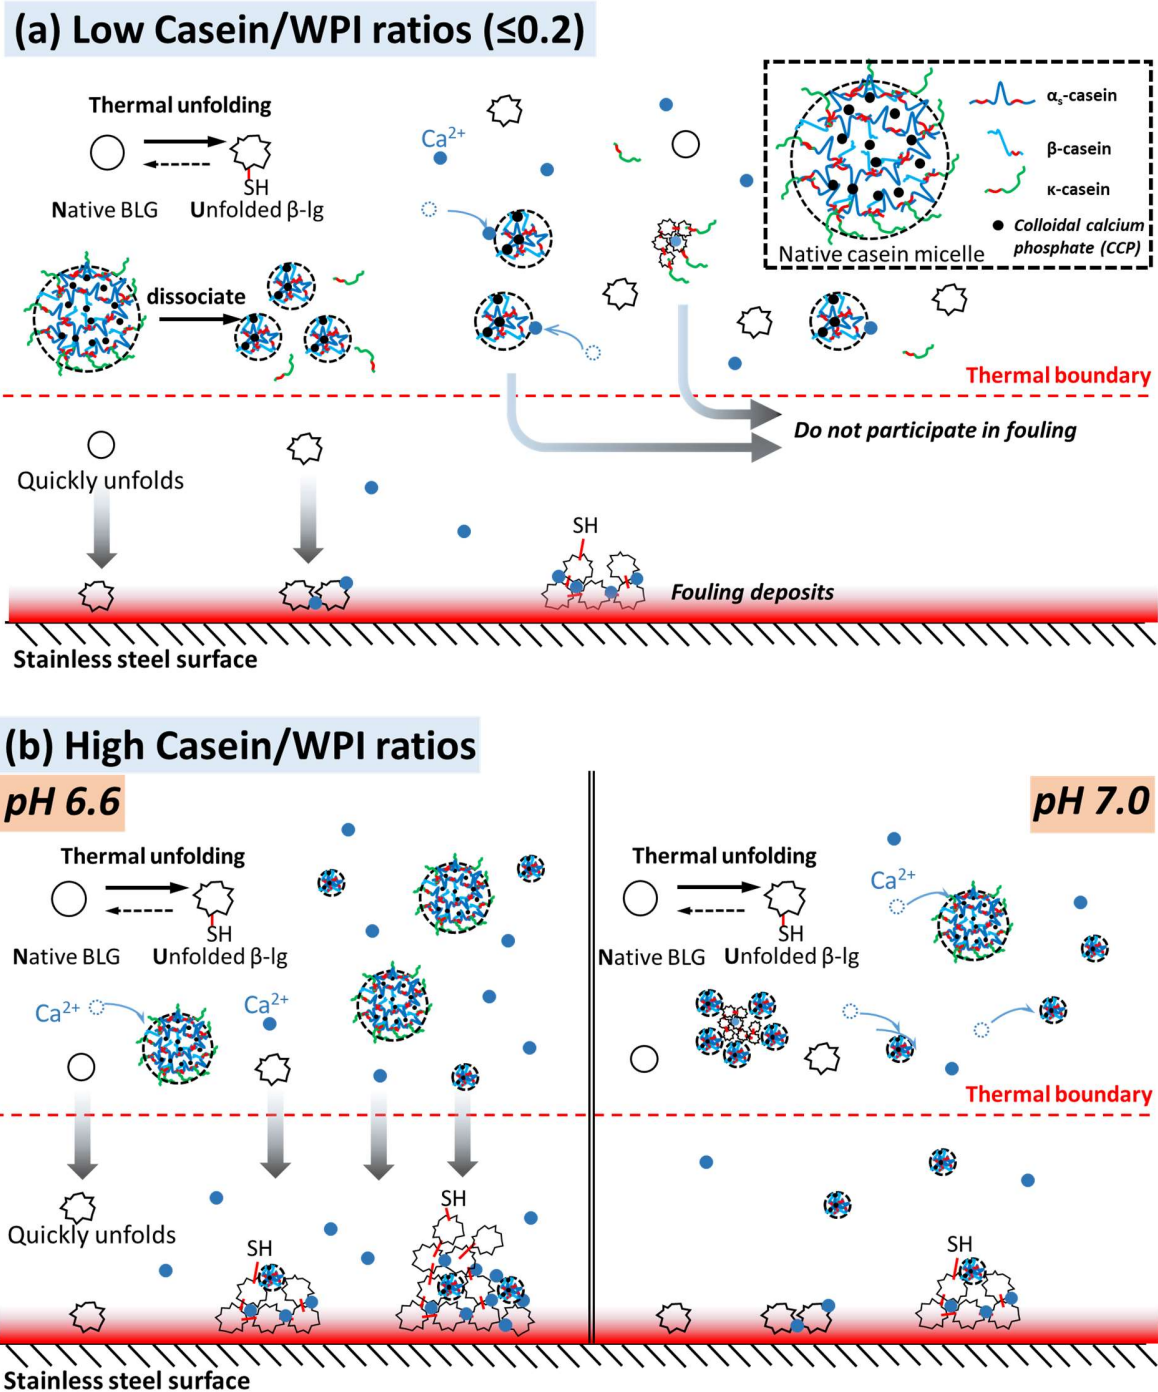 (a) Low Casein/WPI ratios (≤0.2)
Thermal unfolding
SH
Native BLG
Unfolded β-lg
dissociate
Ca²⁺
αs-casein
β-casein
κ-casein
Colloidal calcium
phosphate (CCP)
Native casein micelle
Thermal boundary
Do not participate in fouling
Quickly unfolds
SH
Fouling deposits
Stainless steel surface
(b) High Casein/WPI ratios
pH 6.6
Thermal unfolding
SH
Native BLG
Unfolded β-lg
Ca²⁺
Ca²⁺
Quickly unfolds
SH
SH
pH 7.0
Thermal unfolding
SH
Native BLG
Unfolded β-lg
Ca²⁺
Thermal boundary
SH
Stainless steel surface